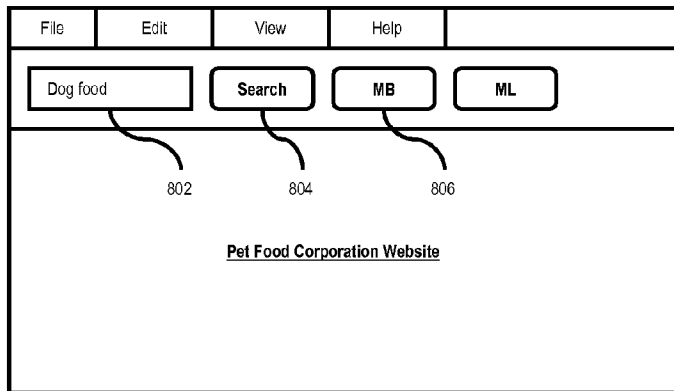 File Edit View Help
Dog food Search MB ML
802 804 806
Pet Food Corporation Website